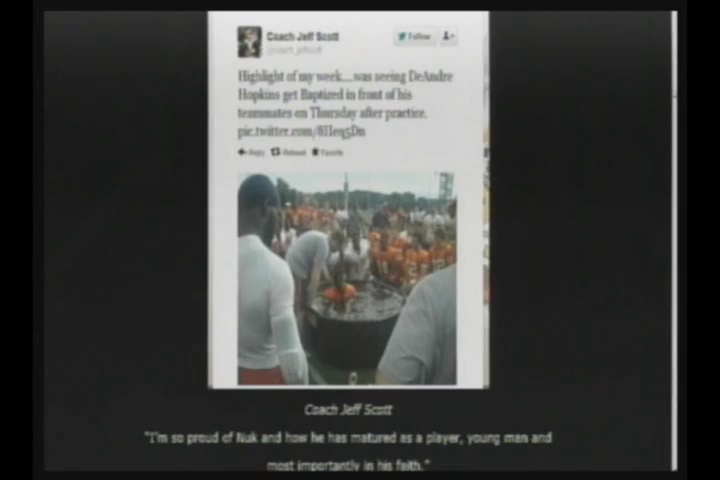 Coach Jeff Scott
@coach_jeffscott
Follow
Highlight of my week....was seeing DeAndre
Hopkins get Baptized in front of his
teammates on Thursday after practice.
Reply Retweet Favorite
Coach Jeff Scott
"I'm so proud of Nuk and how he has matured as a player, young man and
most importantly in his faith."